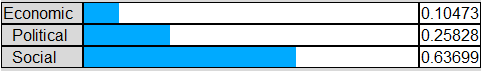 Economic 0.10473
Political 0.25828
Social 0.63699